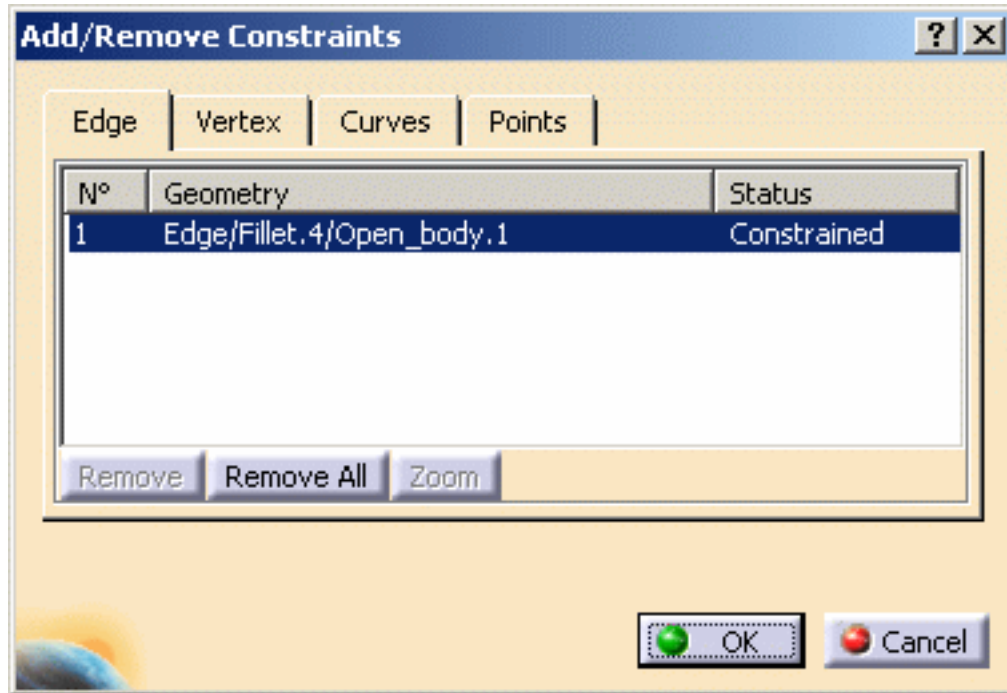 Add/Remove Constraints
Edge Vertex Curves Points
Nº Geometry Status
1 Edge/Fillet.4/Open_body.1 Constrained
Remove Remove All Zoom
OK Cancel